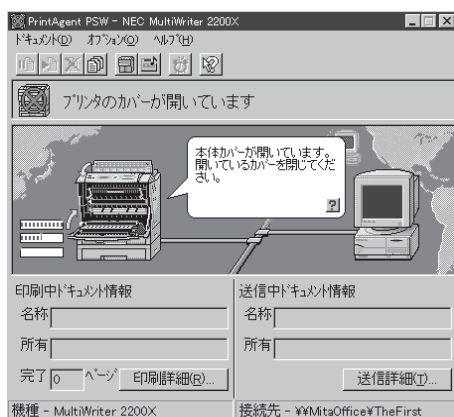 PrintAgent PSW - NEC MultiWriter 2200X
ﾄﾞｷｭﾒﾝﾄ(D) ｵﾌﾟｼｮﾝ(O) ﾍﾙﾌﾟ(H)
プリンタのカバーが開いています
本体ｶﾊﾞｰが開いています。
開いているｶﾊﾞｰを閉じてくだ
さい。
?
印刷中ﾄﾞｷｭﾒﾝﾄ情報
名称
所有
完了 0 ﾍﾟｰｼﾞ 印刷詳細(R)...
送信中ﾄﾞｷｭﾒﾝﾄ情報
名称
所有
送信詳細(T)...
機種 - MultiWriter 2200X
接続先 - ¥¥MitaOffice¥TheFirst